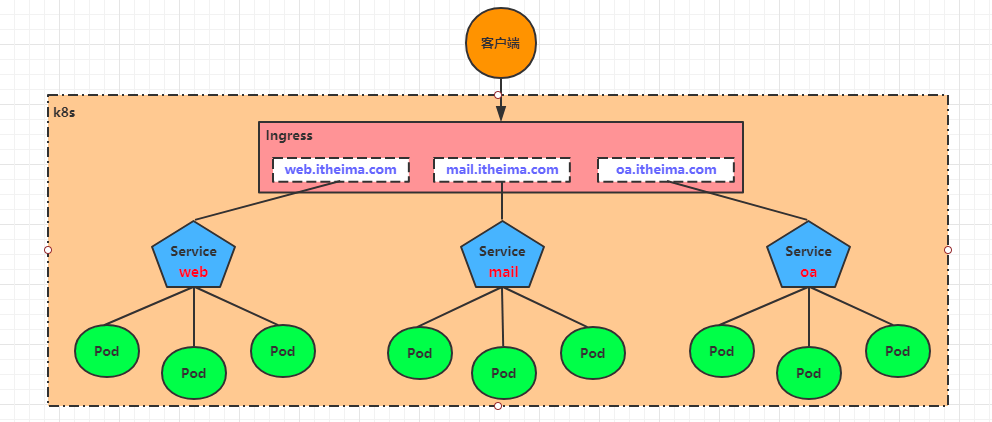 客户端
k8s
Ingress
web.itheima.com
mail.itheima.com
oa.itheima.com
Service
web
Service
mail
Service
oa
Pod
Pod
Pod
Pod
Pod
Pod
Pod
Pod
Pod